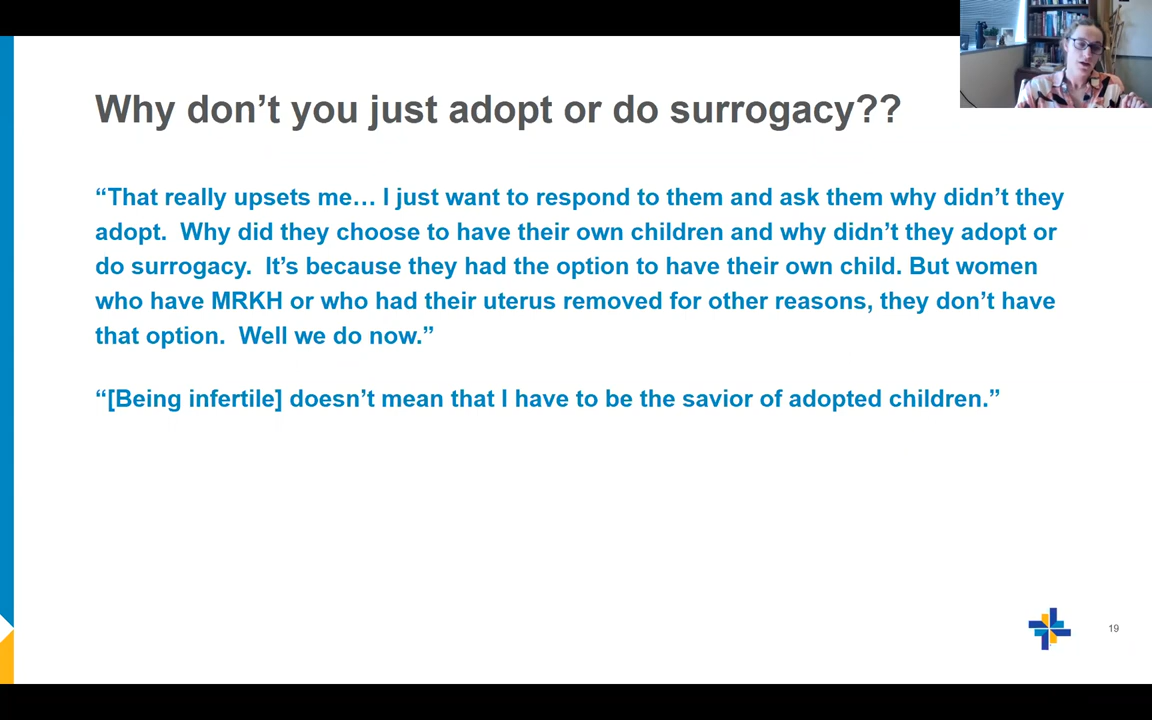 Why don’t you just adopt or do surrogacy??
“That really upsets me… I just want to respond to them and ask them why didn’t they
adopt.  Why did they choose to have their own children and why didn’t they adopt or
do surrogacy.  It’s because they had the option to have their own child. But women
who have MRKH or who had their uterus removed for other reasons, they don’t have
that option.  Well we do now.”
“[Being infertile] doesn’t mean that I have to be the savior of adopted children.”
19